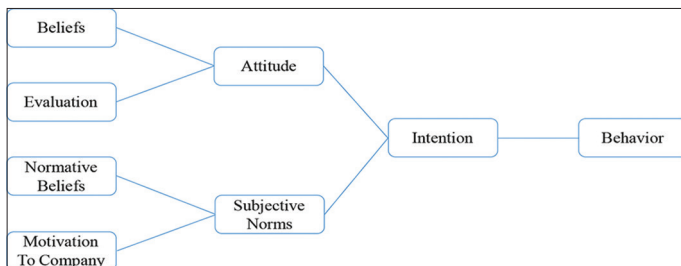 Beliefs
Attitude
Evaluation
Intention
Behavior
Normative
Beliefs
Subjective
Norms
Motivation
To Company